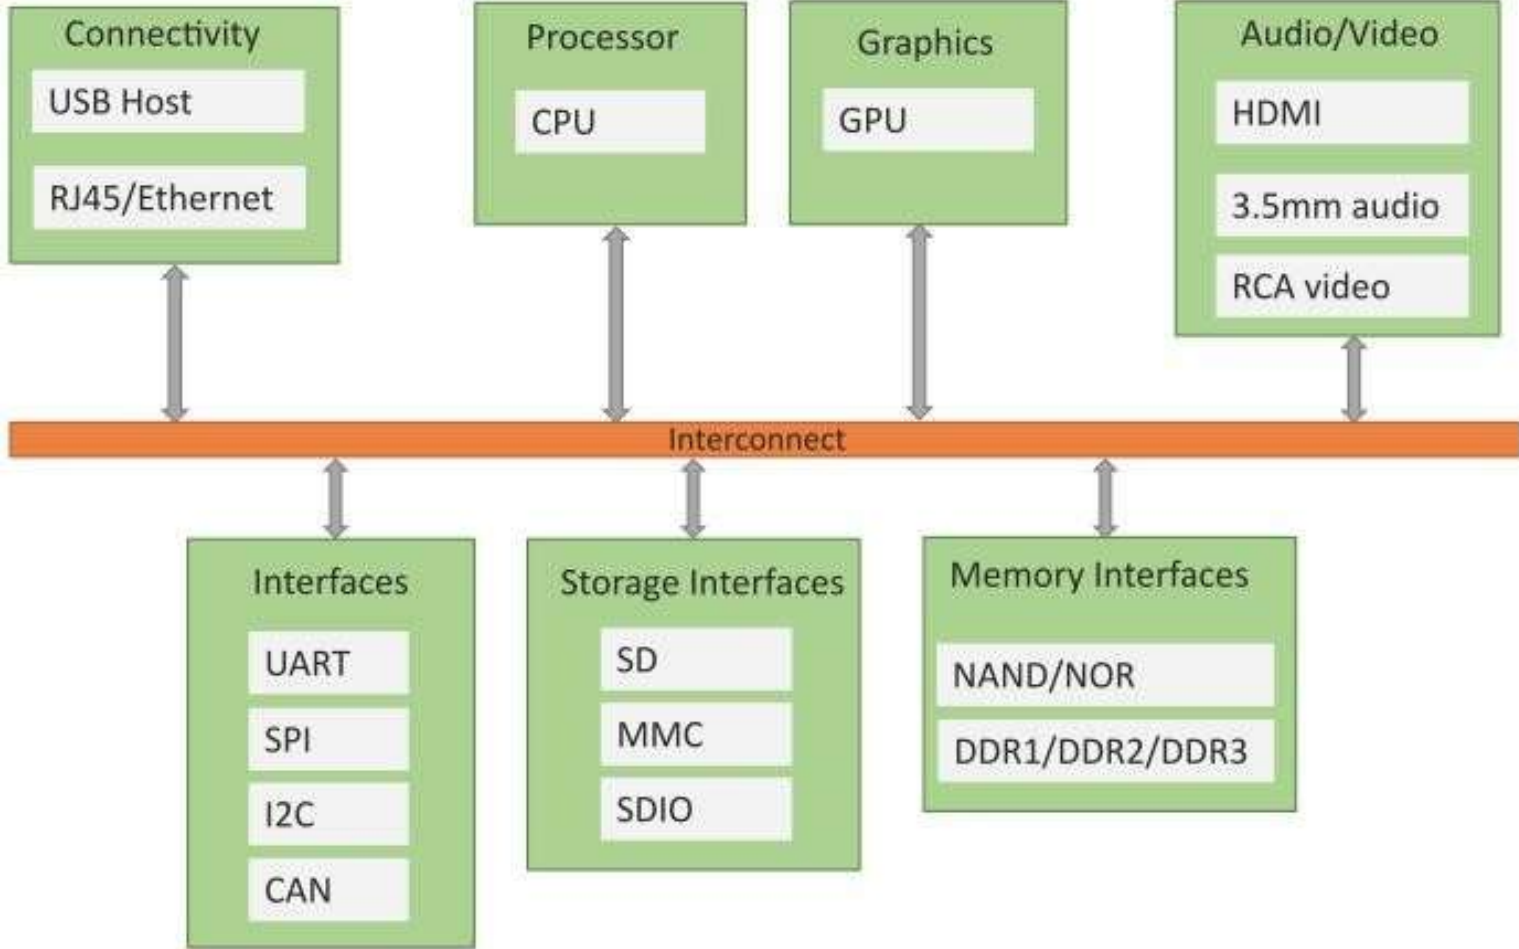 Connectivity
USB Host
RJ45/Ethernet
Processor
CPU
Graphics
GPU
Audio/Video
HDMI
3.5mm audio
RCA video
Interconnect
Interfaces
UART
SPI
I2C
CAN
Storage Interfaces
SD
MMC
SDIO
Memory Interfaces
NAND/NOR
DDR1/DDR2/DDR3